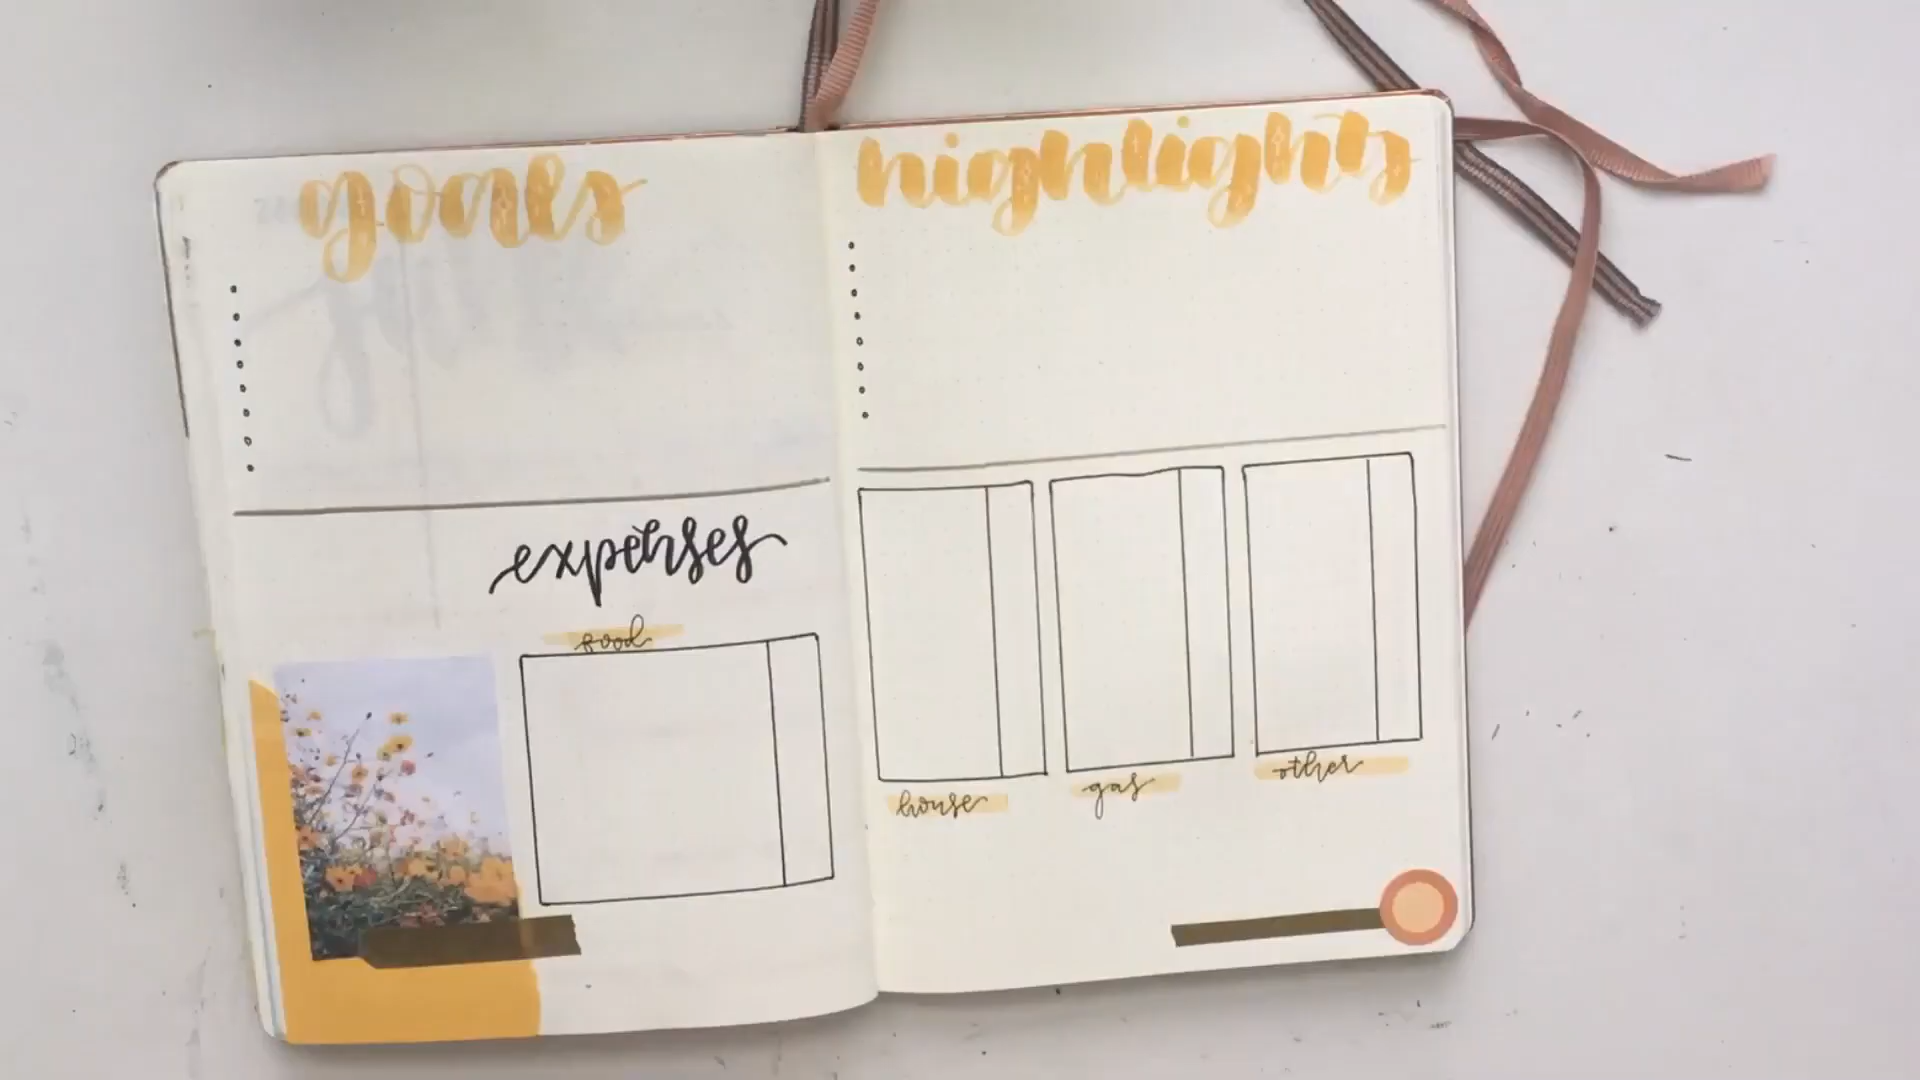 goals
expenses
food
highlights
house
gas
other